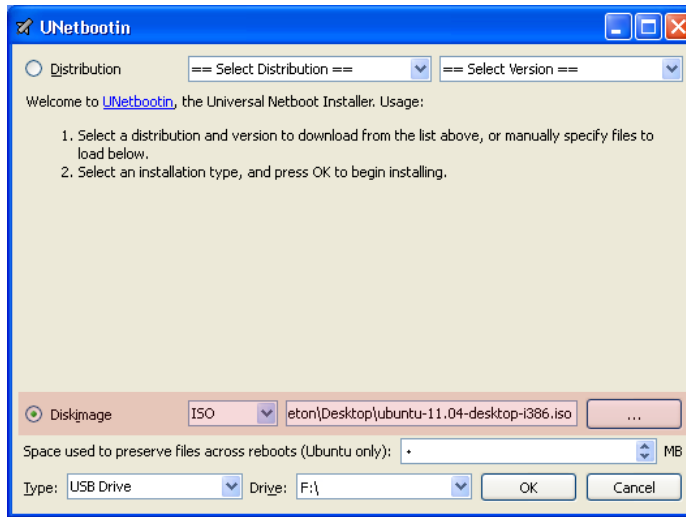 UNetbootin
Distribution == Select Distribution == == Select Version ==
Welcome to UNetbootin, the Universal Netboot Installer. Usage:
1. Select a distribution and version to download from the list above, or manually specify files to
load below.
2. Select an installation type, and press OK to begin installing.
Diskimage ISO eton\Desktop\ubuntu-11.04-desktop-i386.iso ...
Space used to preserve files across reboots (Ubuntu only): MB
Type: USB Drive Drive: F:\ OK Cancel